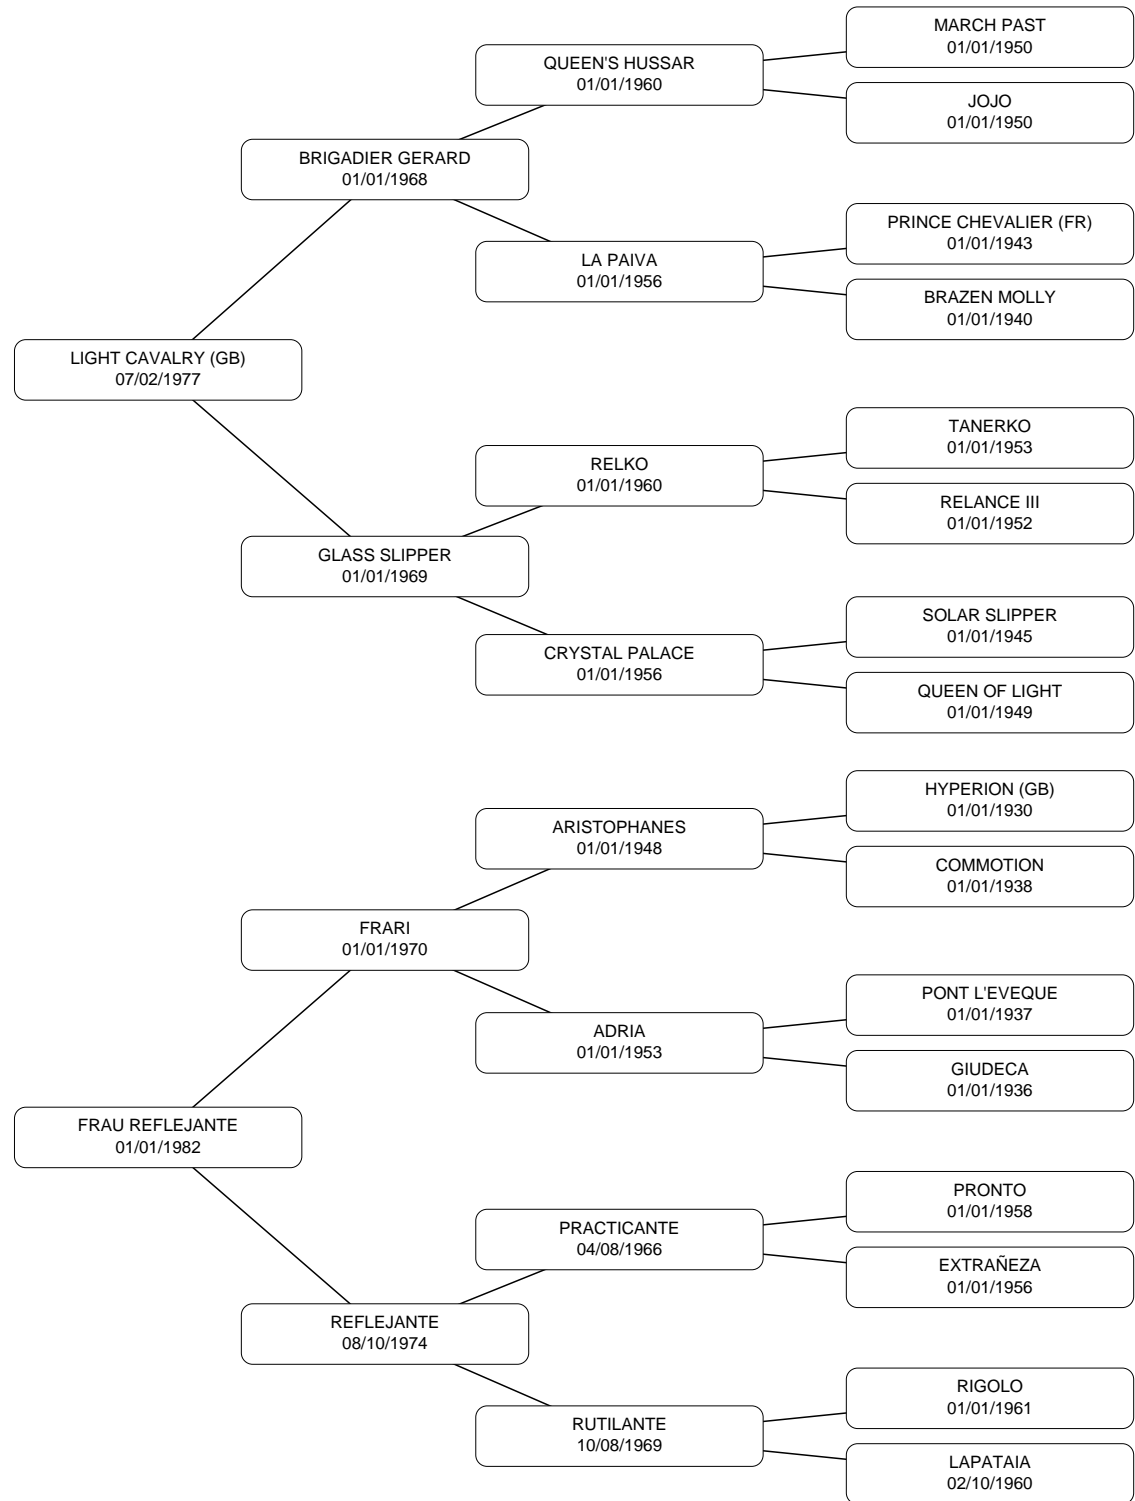 MARCH PAST
01/01/1950
QUEEN'S HUSSAR
01/01/1960
JOJO
01/01/1950
BRIGADIER GERARD
01/01/1968
PRINCE CHEVALIER (FR)
01/01/1943
LA PAIVA
01/01/1956
BRAZEN MOLLY
01/01/1940
LIGHT CAVALRY (GB)
07/02/1977
TANERKO
01/01/1953
RELKO
01/01/1960
RELANCE III
01/01/1952
GLASS SLIPPER
01/01/1969
SOLAR SLIPPER
01/01/1945
CRYSTAL PALACE
01/01/1956
QUEEN OF LIGHT
01/01/1949
HYPERION (GB)
01/01/1930
ARISTOPHANES
01/01/1948
COMMOTION
01/01/1938
FRARI
01/01/1970
PONT L'EVEQUE
01/01/1937
ADRIA
01/01/1953
GIUDECA
01/01/1936
FRAU REFLEJANTE
01/01/1982
PRONTO
01/01/1958
PRACTICANTE
04/08/1966
EXTRAÑEZA
01/01/1956
REFLEJANTE
08/10/1974
RIGOLO
01/01/1961
RUTILANTE
10/08/1969
LAPATAIA
02/10/1960